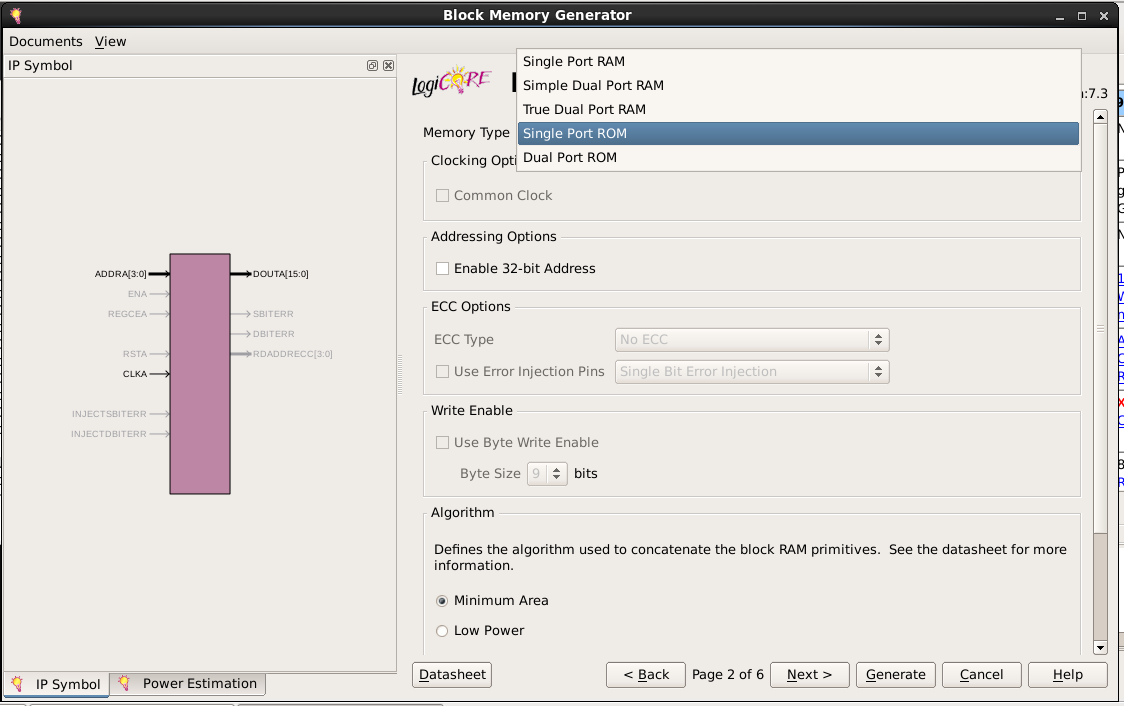 Block Memory Generator
Documents View
IP Symbol
ADDRA[3:0]
ENA
REGCEA
RSTA
CLKA
INJECTSBITERR
INJECTDBITERR
DOUTA[15:0]
SBITERR
DBITERR
RDADDRECC[3:0]
IP Symbol
Power Estimation
LogiCORE
:7.3
Memory Type
Single Port RAM
Simple Dual Port RAM
True Dual Port RAM
Single Port ROM
Dual Port ROM
Clocking Opti
Common Clock
Addressing Options
Enable 32-bit Address
ECC Options
ECC Type No ECC
Use Error Injection Pins Single Bit Error Injection
Write Enable
Use Byte Write Enable
Byte Size 9 bits
Algorithm
Defines the algorithm used to concatenate the block RAM primitives. See the datasheet for more
information.
Minimum Area
Low Power
Datasheet < Back Page 2 of 6 Next > Generate Cancel Help